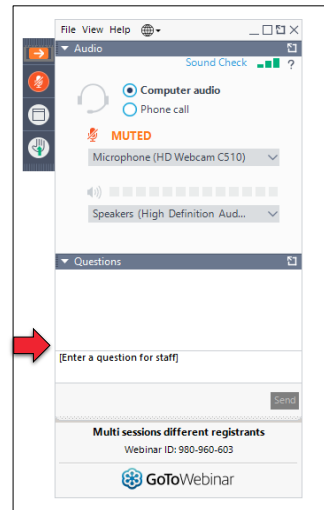 File View Help
Audio
Sound Check ?
Computer audio
Phone call
MUTED
Microphone (HD Webcam C510)
Speakers (High Definition Aud...
Questions
[Enter a question for staff]
Send
Multi sessions different registrants
Webinar ID: 980-960-603
GoToWebinar